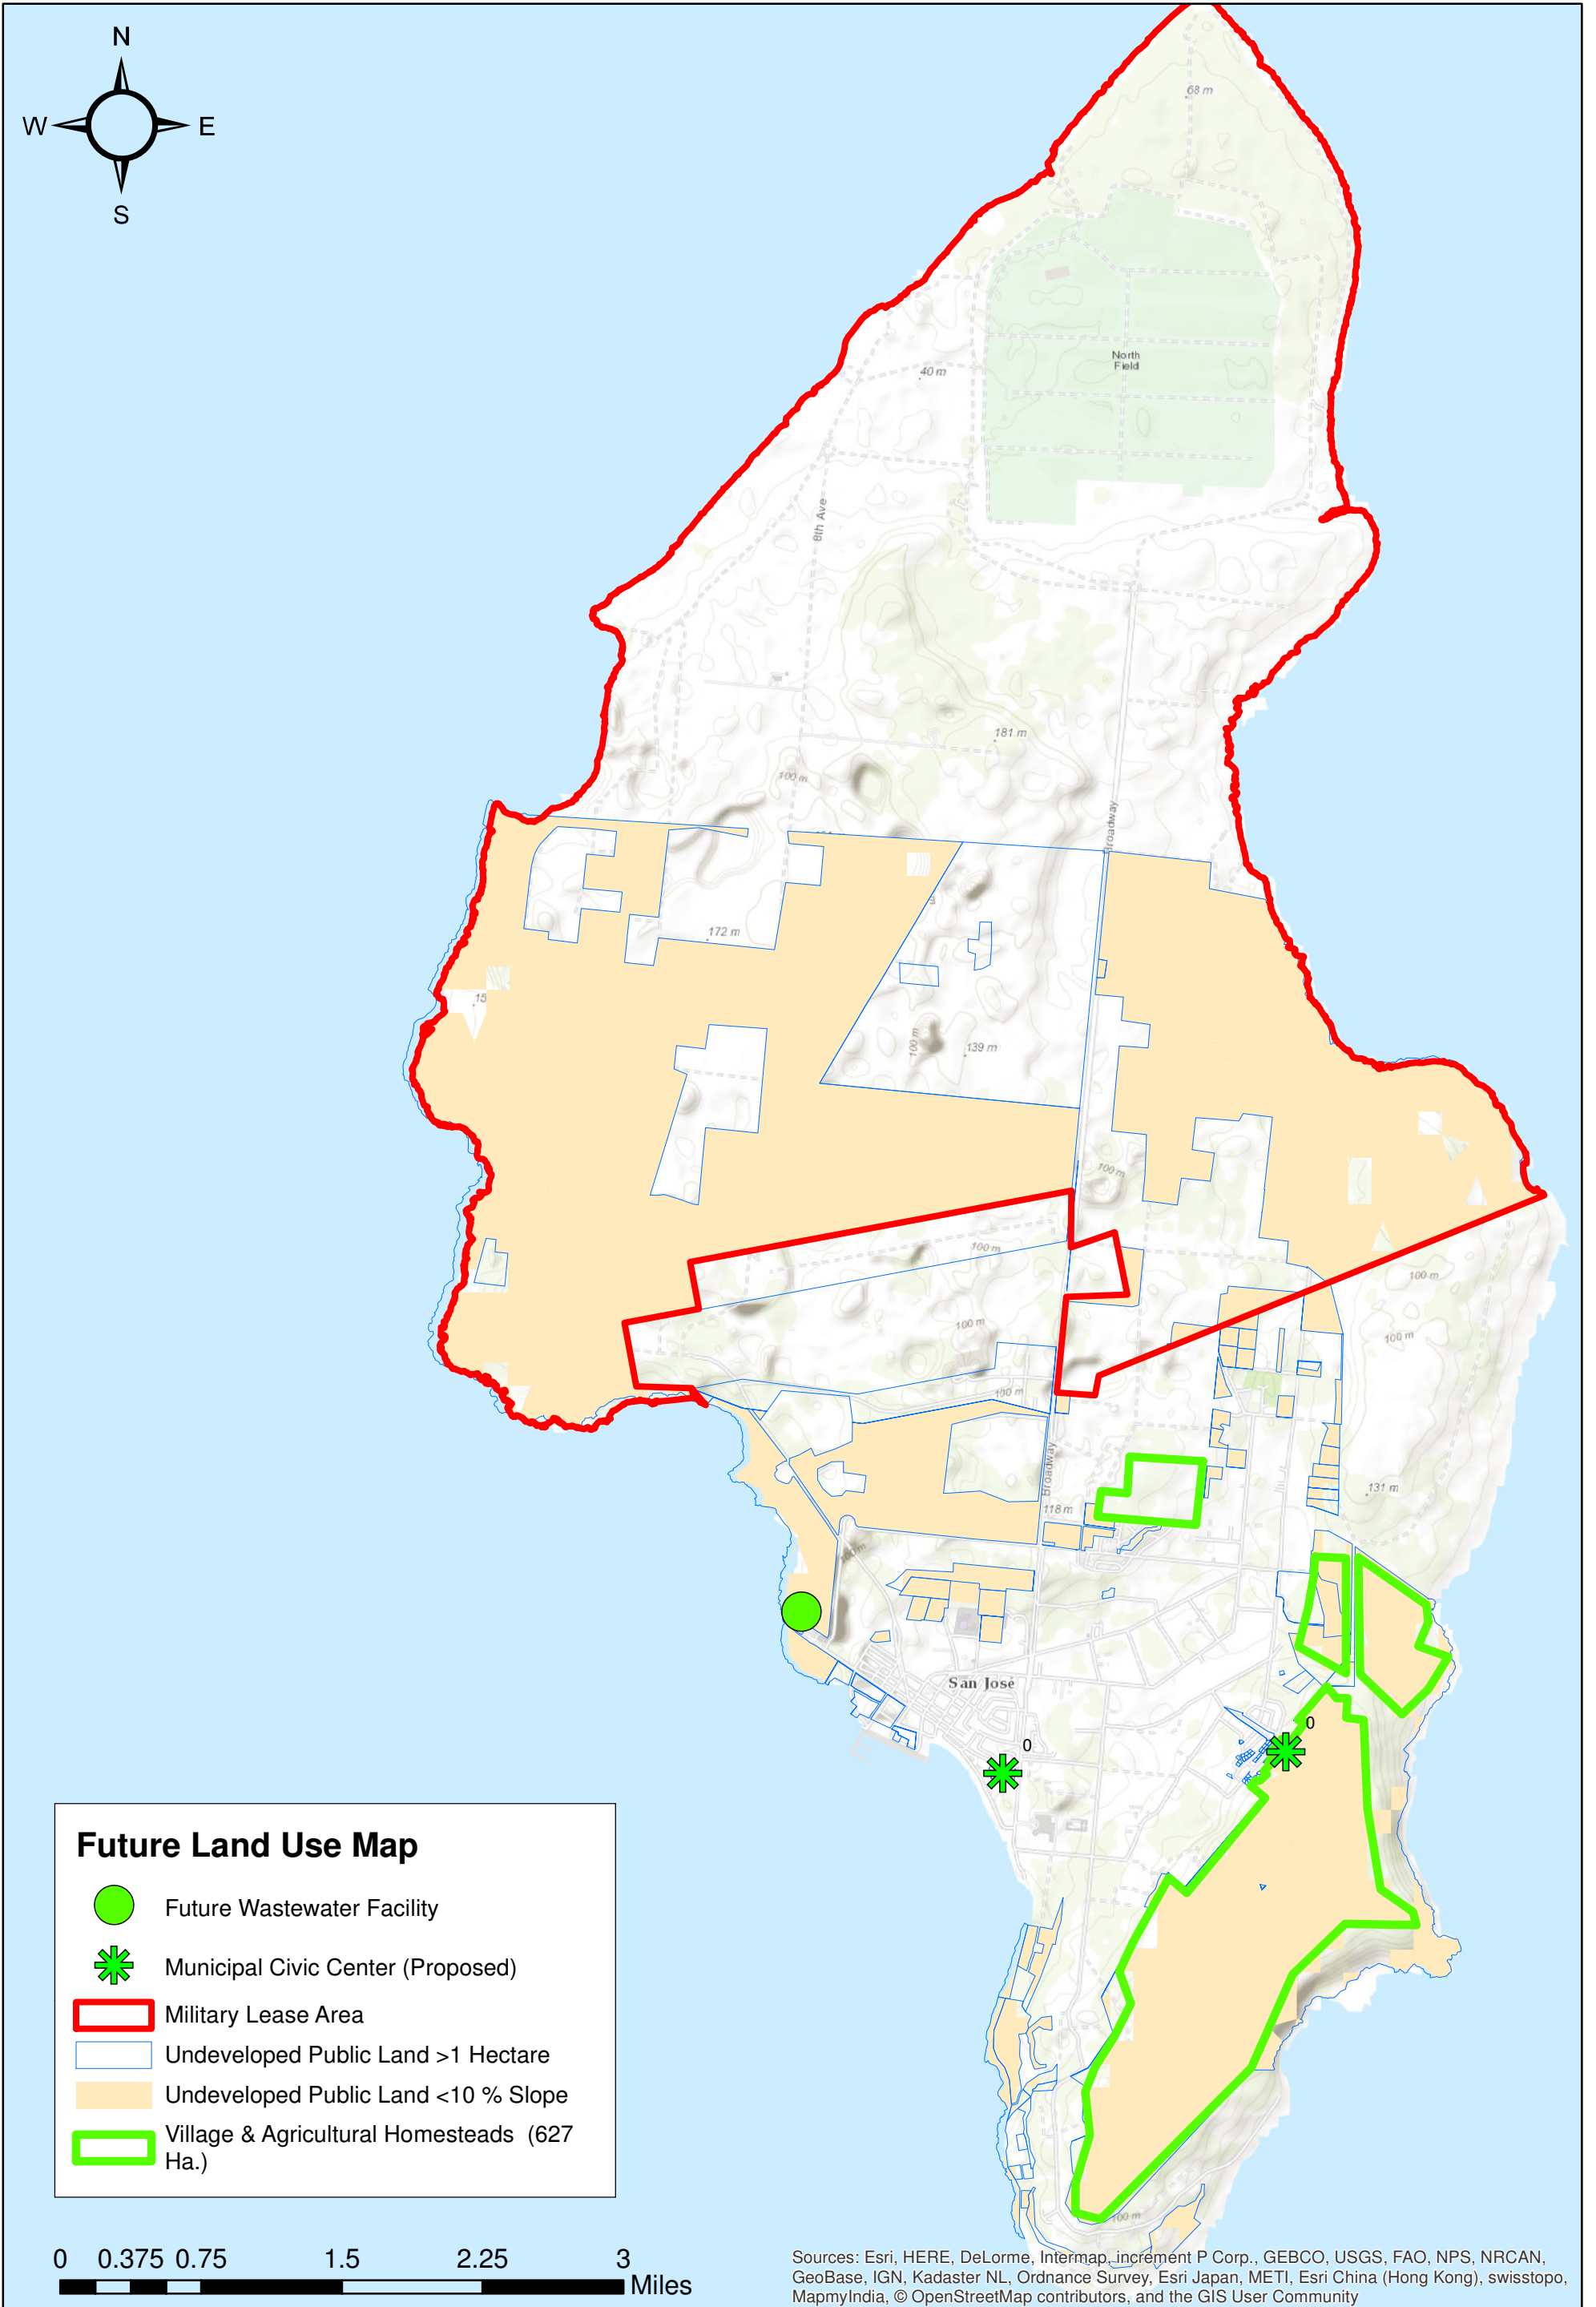 N
W E
S
68 m
North
Field
40 m
8th Ave
181 m
100 m
Broadway
172 m
15
100 m
139 m
100 m
100 m
100 m
100 m
100 m
100 m
Broadway
118 m
131 m
100 m
San José
0
0
100 m
Future Land Use Map
Future Wastewater Facility
Municipal Civic Center (Proposed)
Military Lease Area
Undeveloped Public Land >1 Hectare
Undeveloped Public Land <10 % Slope
Village & Agricultural Homesteads (627
Ha.)
0 0.375 0.75 1.5 2.25 3
Miles
Sources: Esri, HERE, DeLorme, Intermap, increment P Corp., GEBCO, USGS, FAO, NPS, NRCAN,
GeoBase, IGN, Kadaster NL, Ordnance Survey, Esri Japan, METI, Esri China (Hong Kong), swisstopo,
MapmyIndia, © OpenStreetMap contributors, and the GIS User Community